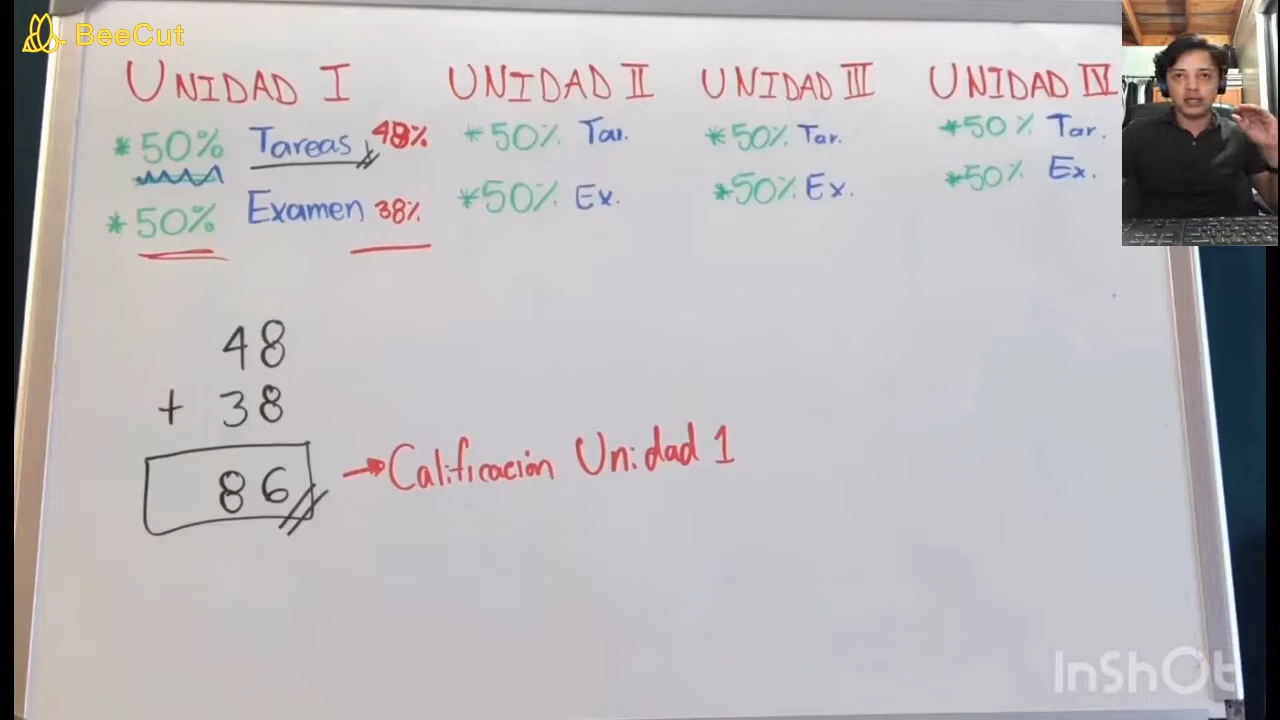 BeeCut
UNIDAD I
*50% Tareas 48%
*50% Examen 38%
UNIDAD II
*50% Tar.
*50% Ex.
UNIDAD III
*50% Tar.
*50% Ex.
UNIDAD IV
*50% Tar.
*50% Ex.
48
+ 38
86 → Calificación Unidad 1
InShOt